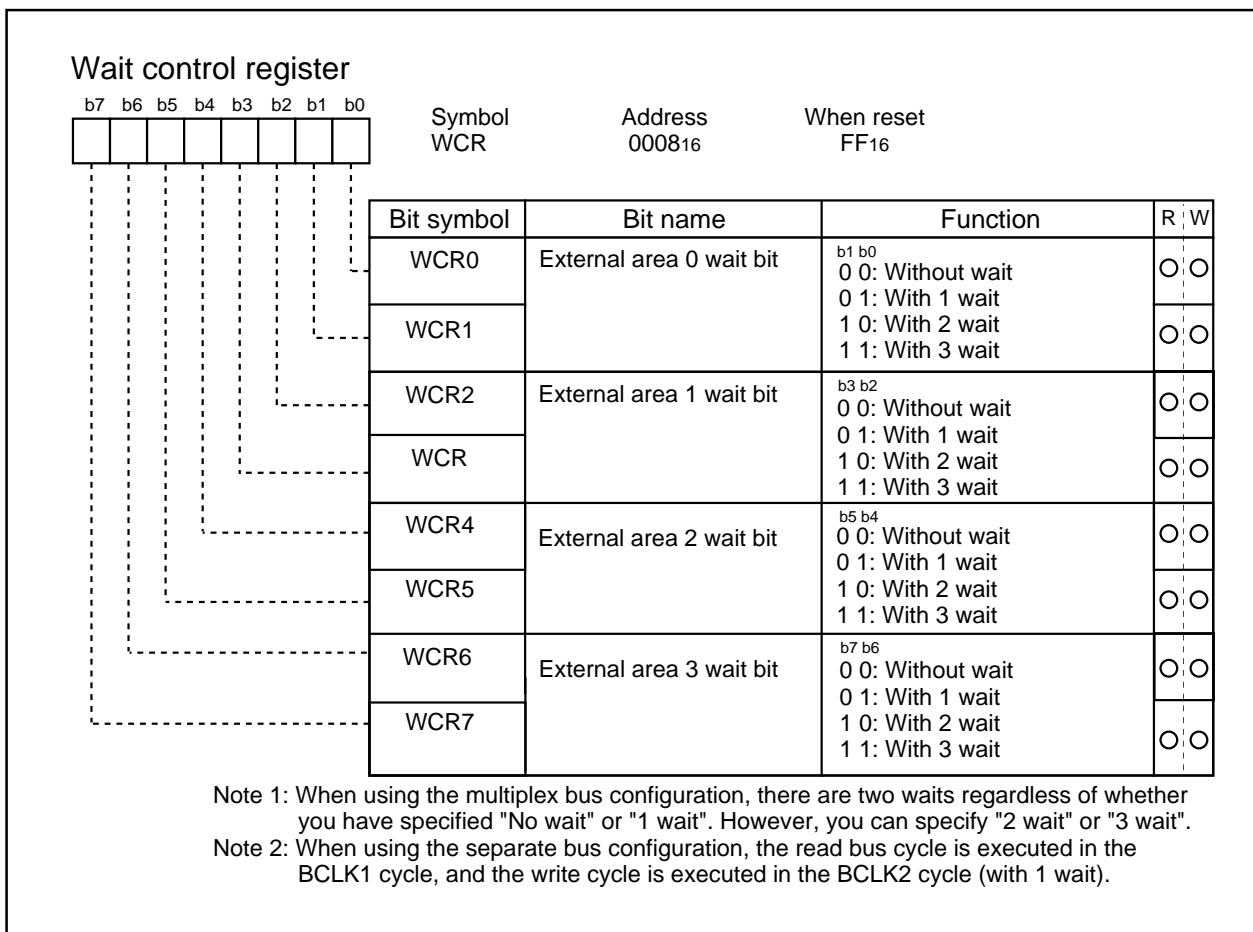 Wait control register
b7 b6 b5 b4 b3 b2 b1 b0
Symbol Address When reset
WCR 000816 FF16
Bit symbol Bit name Function R W
WCR0 External area 0 wait bit b1 b0
0 0: Without wait
0 1: With 1 wait
WCR1 1 0: With 2 wait
1 1: With 3 wait
WCR2 External area 1 wait bit b3 b2
0 0: Without wait
0 1: With 1 wait
WCR 1 0: With 2 wait
1 1: With 3 wait
WCR4 External area 2 wait bit b5 b4
0 0: Without wait
0 1: With 1 wait
WCR5 1 0: With 2 wait
1 1: With 3 wait
WCR6 External area 3 wait bit b7 b6
0 0: Without wait
0 1: With 1 wait
WCR7 1 0: With 2 wait
1 1: With 3 wait
Note 1: When using the multiplex bus configuration, there are two waits regardless of whether
you have specified "No wait" or "1 wait". However, you can specify "2 wait" or "3 wait".
Note 2: When using the separate bus configuration, the read bus cycle is executed in the
BCLK1 cycle, and the write cycle is executed in the BCLK2 cycle (with 1 wait).